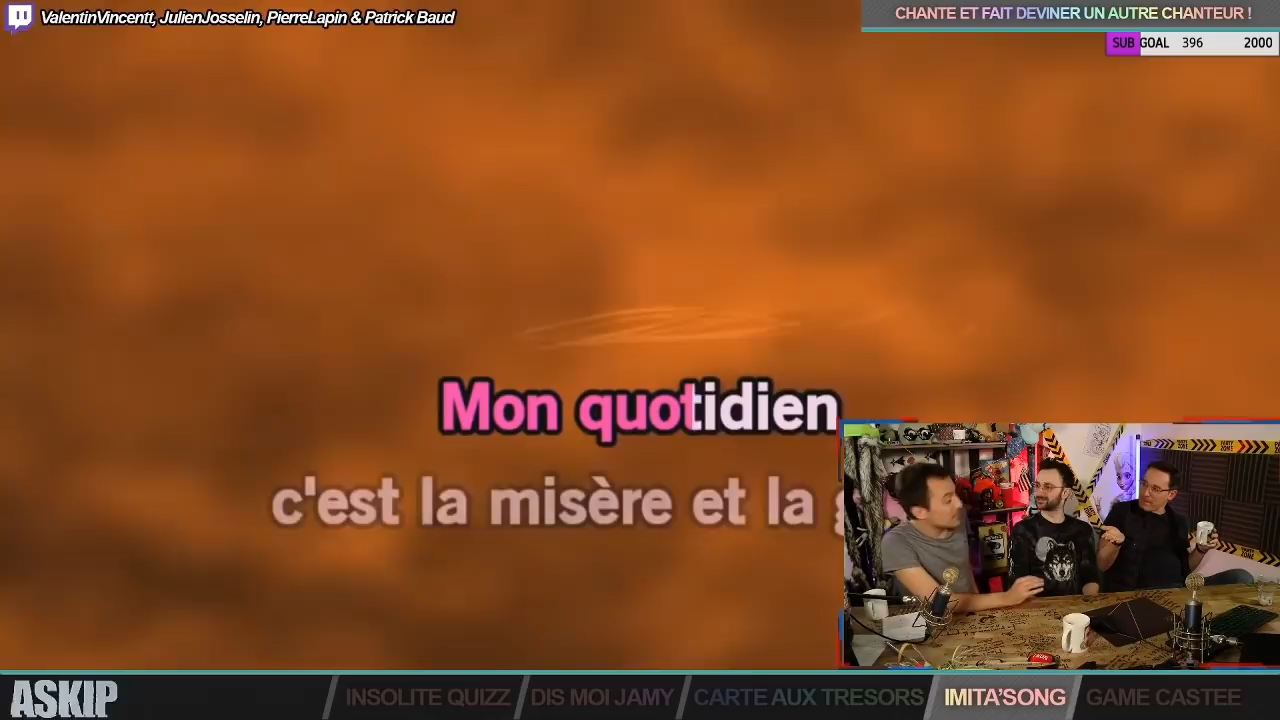 ValentinVincentt, JulienJosselin, PierreLapin & Patrick Baud
CHANTE ET FAIT DEVINER UN AUTRE CHANTEUR !
SUB GOAL 396 2000
Mon quotidien
c'est la misère et la
ASKIP
INSOLITE QUIZZ
DIS MOI JAMY
CARTE AUX TRESORS
IMITA'SONG
GAME CASTEE